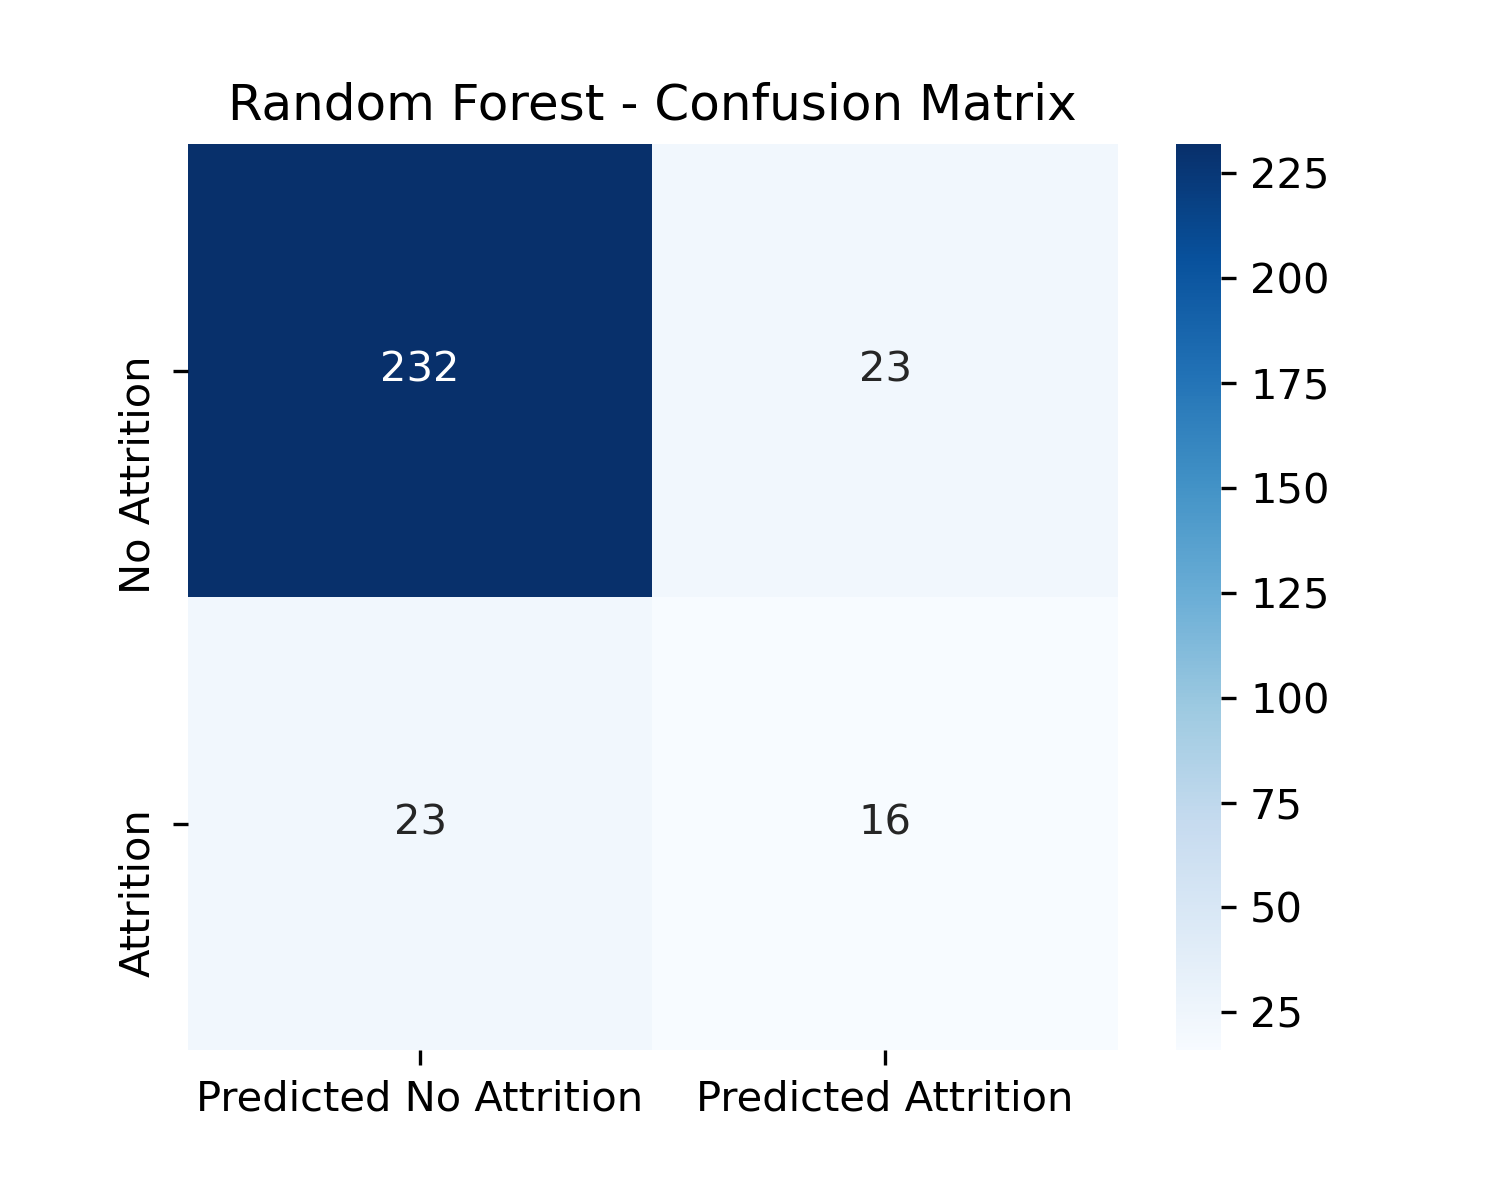 Random Forest - Confusion Matrix
No Attrition
232
23
Attrition
23
16
Predicted No Attrition
Predicted Attrition
225
200
175
150
125
100
75
50
25